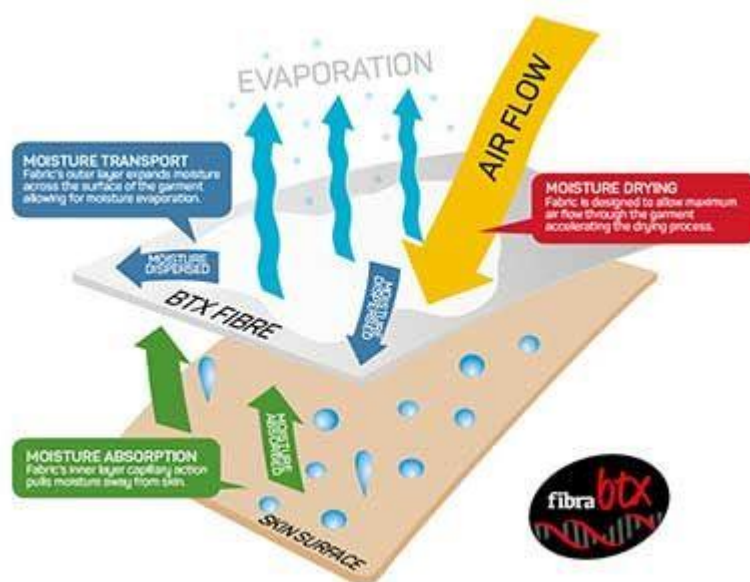 EVAPORATION
AIR FLOW
MOISTURE TRANSPORT
Fabric's outer layer expands moisture
across the surface of the garment
allowing for moisture evaporation.
MOISTURE DRYING
Fabric is designed to allow maximum
air flow through the garment
accelerating the drying process.
MOISTURE
DISPERSED
MOISTURE
DISPERSED
BTX FIBRE
MOISTURE
ABSORBED
MOISTURE ABSORPTION
Fabric's inner layer capillary action
pulls moisture away from skin.
SKIN SURFACE
fibra btx